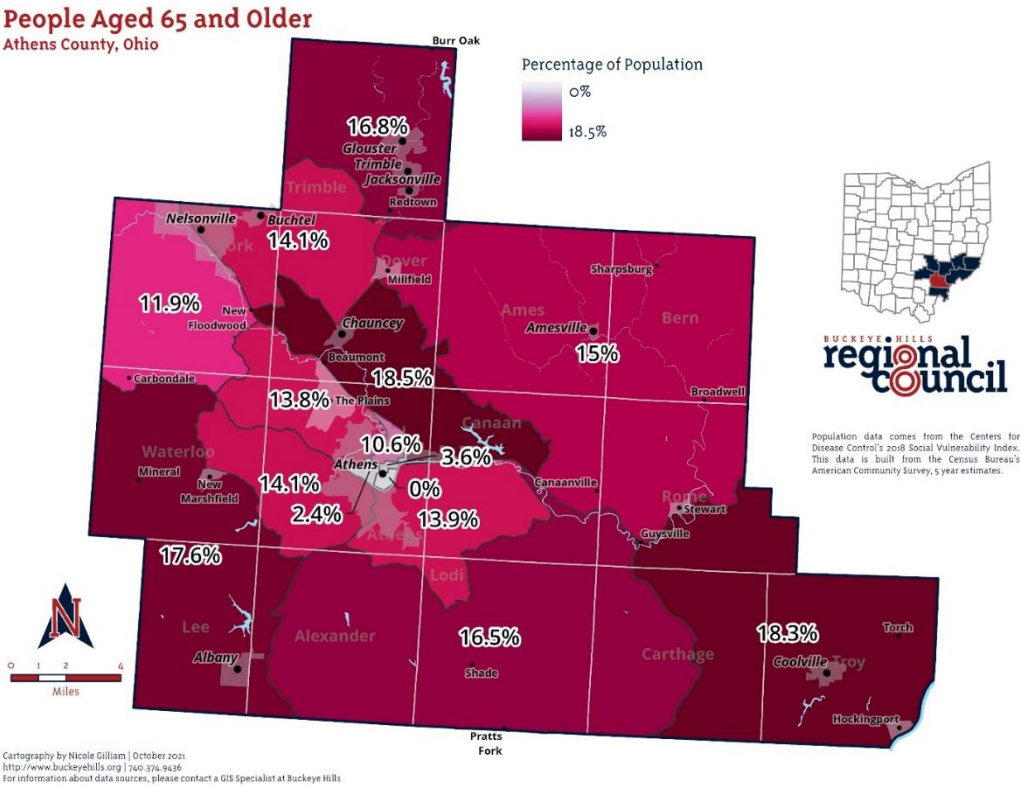 People Aged 65 and Older
Athens County, Ohio
Burr Oak
Percentage of Population
0%
18.5%
16.8%
Glouster
Trimble
Jacksonville
Redtown
Trimble
Nelsonville
Buchtel
York
14.1%
Dover
Millfield
Sharpsburg
11.9%
New
Floodwood
Chauncey
Ames
Bern
Amesville
15%
Beaumont
Carbondale
18.5%
Broadwell
13.8%
The Plains
Canaan
10.6%
3.6%
Waterloo
Athens
Mineral
New
Marshfield
14.1%
0%
Canaanville
2.4%
13.9%
Rome
Stewart
Athens
Guysville
17.6%
Lodi
Lee
Alexander
16.5%
Carthage
18.3%
Torch
Albany
Shade
Coolville
Troy
Hockingport
Pratts
Fork
BUCKEYE HILLS
regional
council
Population data comes from the Centers for
Disease Control's 2018 Social Vulnerability Index.
This data is built from the Census Bureau's
American Community Survey, 5 year estimates.
N
0 1 2 4
Miles
Cartography by Nicole Gilliam | October 2021
http://www.buckeyehills.org | 740.374.9436
For information about data sources, please contact a GIS Specialist at Buckeye Hills